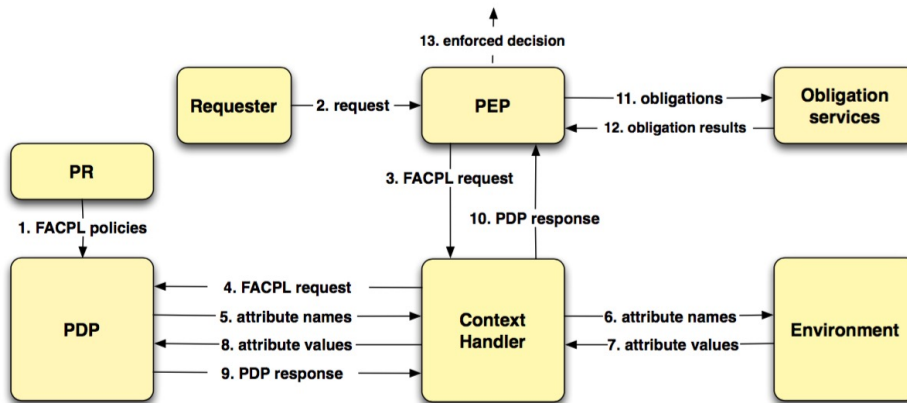 13. enforced decision
Requester
2. request
PEP
11. obligations
12. obligation results
Obligation
services
PR
3. FACPL request
1. FACPL policies
10. PDP response
PDP
4. FACPL request
5. attribute names
8. attribute values
9. PDP response
Context
Handler
6. attribute names
7. attribute values
Environment